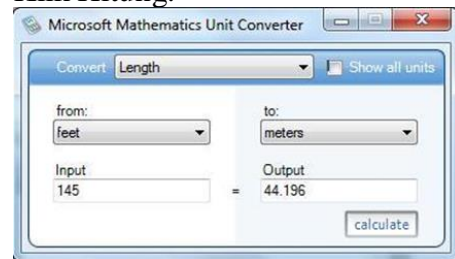 Microsoft Mathematics Unit Converter
Convert Length Show all units
from: to:
feet meters
Input Output
145 = 44.196
calculate